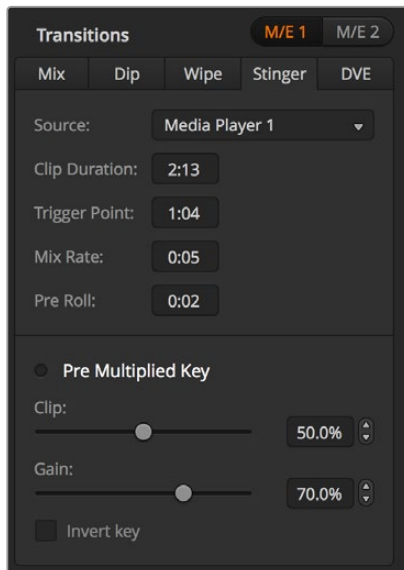 Transitions M/E 1 M/E 2
Mix Dip Wipe Stinger DVE
Source: Media Player 1
Clip Duration: 2:13
Trigger Point: 1:04
Mix Rate: 0:05
Pre Roll: 0:02
Pre Multiplied Key
Clip:
50.0%
Gain:
70.0%
Invert key